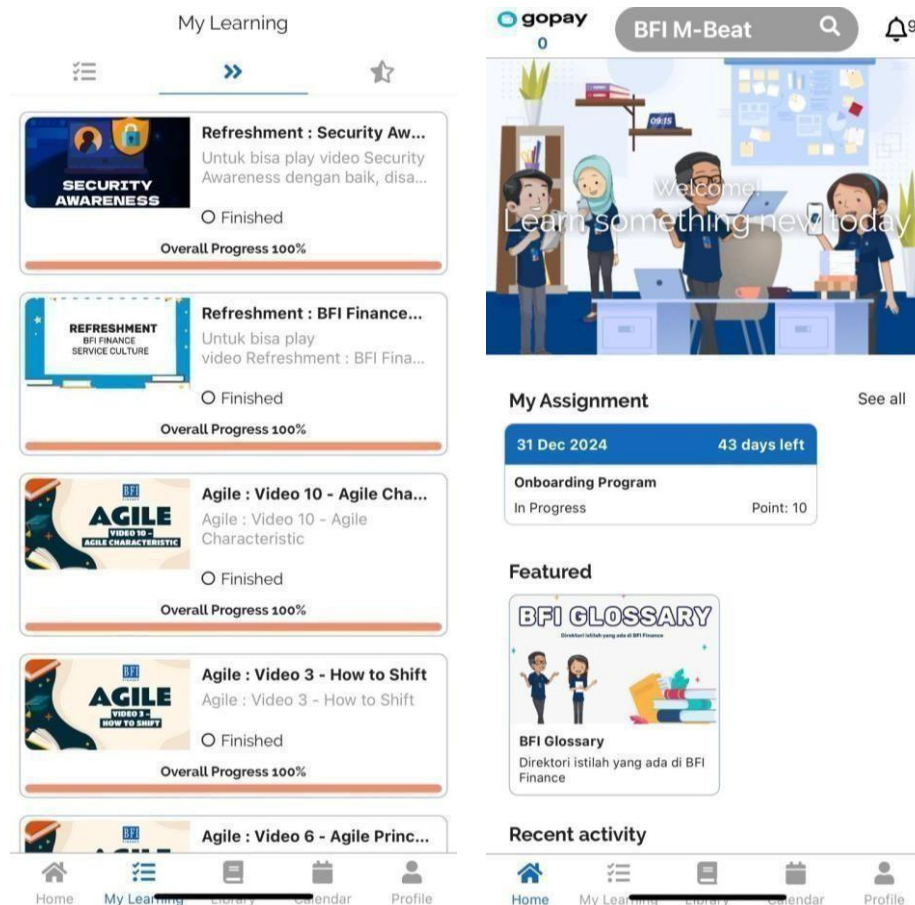 My Learning
SECURITY
AWARENESS
Refreshment : Security Aw...
Untuk bisa play video Security
Awareness dengan baik, disa...
Finished
Overall Progress 100%
REFRESHMENT
BFI FINANCE
SERVICE CULTURE
Refreshment : BFI Finance...
Untuk bisa play
video Refreshment : BFI Fina...
Finished
Overall Progress 100%
BFI
FINANCE
AGILE
VIDEO 10 -
AGILE CHARACTERISTIC
Agile : Video 10 - Agile Cha...
Agile : Video 10 - Agile
Characteristic
Finished
Overall Progress 100%
BFI
FINANCE
AGILE
VIDEO 3 -
HOW TO SHIFT
Agile : Video 3 - How to Shift
Agile : Video 3 - How to Shift
Finished
Overall Progress 100%
BFI
Agile : Video 6 - Agile Princ...
Home My Learning Library Calendar Profile
gopay
0
BFI M-Beat
9
09:15
Welcome!
Learn something new today
My Assignment See all
31 Dec 2024 43 days left
Onboarding Program
In Progress Point: 10
Featured
BFI GLOSSARY
Direktori istilah yang ada di BFI Finance
BFI Glossary
Direktori istilah yang ada di BFI
Finance
Recent activity
Home My Learning Library Calendar Profile